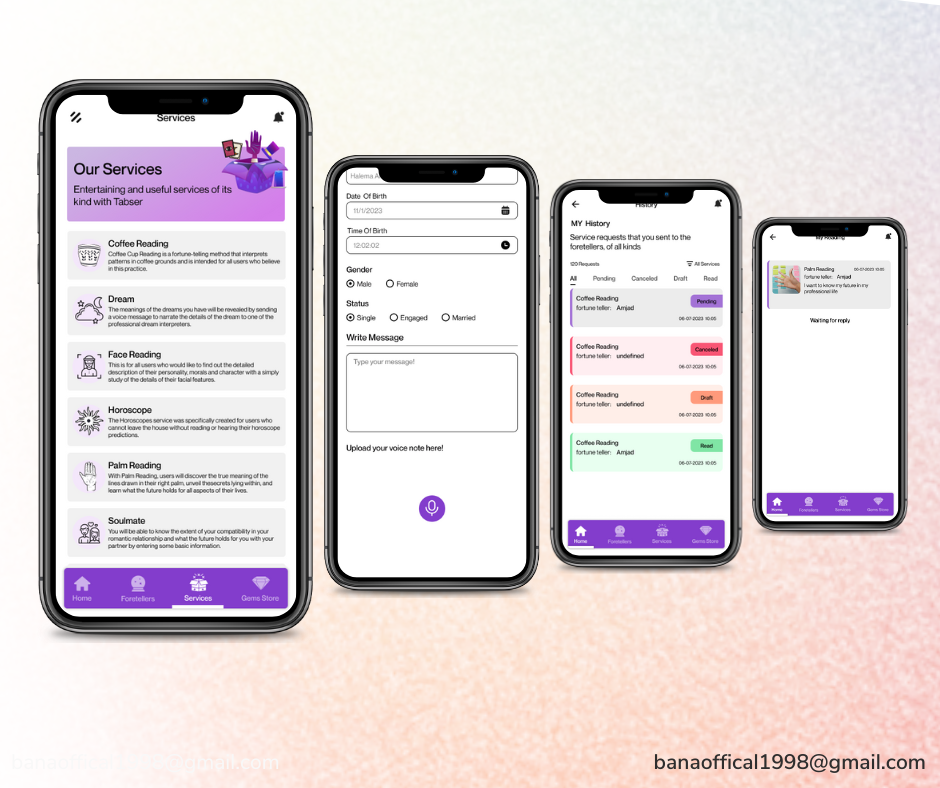 Services
Our Services
Entertaining and useful services of its
kind with Tabser
Coffee Reading
Coffee Cup Reading is a fortune-telling method that interprets
patterns in coffee grounds and is intended for all users who believe
in this practice.
Dream
The meanings of the dreams you have will be revealed by sending
a voice message to narrate the details of the dream to one of the
professional dream interpreters.
Face Reading
This is for all users who would like to find out the detailed
description of their personality, morals and character with a simply
study of the details of their facial features.
Horoscope
The Horoscopes service was specifically created for users who
cannot leave the house without reading or hearing their horoscope
predictions.
Palm Reading
With Palm Reading, users will discover the true meaning of the
lines drawn in their right palm, unveil thesecrets lying within, and
learn what the future holds for all aspects of their lives.
Soulmate
You will be able to know the extent of your compatibility in your
romantic relationship and what the future holds for you with your
partner by entering some basic information.
Home
Foretellers
Services
Gems Store
Halema A
Date Of Birth
11/1/2023
Time Of Birth
12:02:02
Gender
Male Female
Status
Single Engaged Married
Write Message
Type your message!
Upload your voice note here!
History
MY History
Service requests that you sent to the
foretellers, of all kinds
123 Requests All Services
All Pending Canceled Draft Read
Coffee Reading Pending
fortune teller: Amjad
06-07-2023 10:05
Coffee Reading Canceled
fortune teller: undefined
06-07-2023 10:05
Coffee Reading Draft
fortune teller: undefined
06-07-2023 10:05
Coffee Reading Read
fortune teller: Amjad
06-07-2023 10:05
Home Foretellers Services Gems Store
My Reading
Palm Reading 06-07-2023 10:05
fortune teller: Amjad
I want to know my future in my
professional life
Waiting for reply
Home Foretellers Services Gems Store
banaoffical1998@gmail.com
banaoffical1998@gmail.com